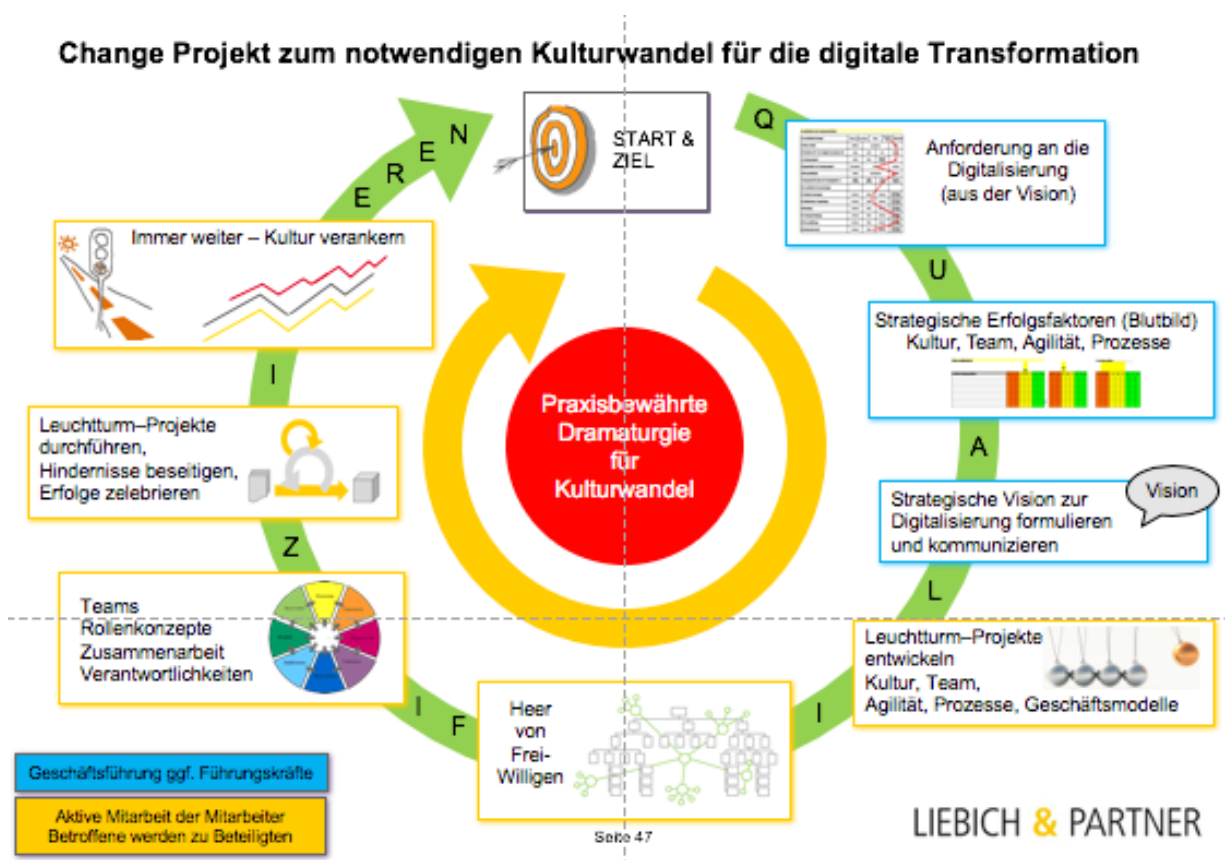 Change Projekt zum notwendigen Kulturwandel für die digitale Transformation
START &
ZIEL
Q
Anforderung an die
Digitalisierung
(aus der Vision)
U
Strategische Erfolgsfaktoren (Blutbild)
Kultur, Team, Agilität, Prozesse
A
Vision
Strategische Vision zur
Digitalisierung formulieren
und kommunizieren
L
Leuchtturm–Projekte
entwickeln
Kultur, Team,
Agilität, Prozesse, Geschäftsmodelle
I
Heer
von
Frei-
Willigen
F
I
Teams
Rollenkonzepte
Zusammenarbeit
Verantwortlichkeiten
Z
Leuchtturm–Projekte
durchführen,
Hindernisse beseitigen,
Erfolge zelebrieren
I
Immer weiter – Kultur verankern
E
R
E
N
Praxisbewährte
Dramaturgie
für
Kulturwandel
Geschäftsführung ggf. Führungskräfte
Aktive Mitarbeit der Mitarbeiter
Betroffene werden zu Beteiligten
Seite 47
LIEBICH & PARTNER